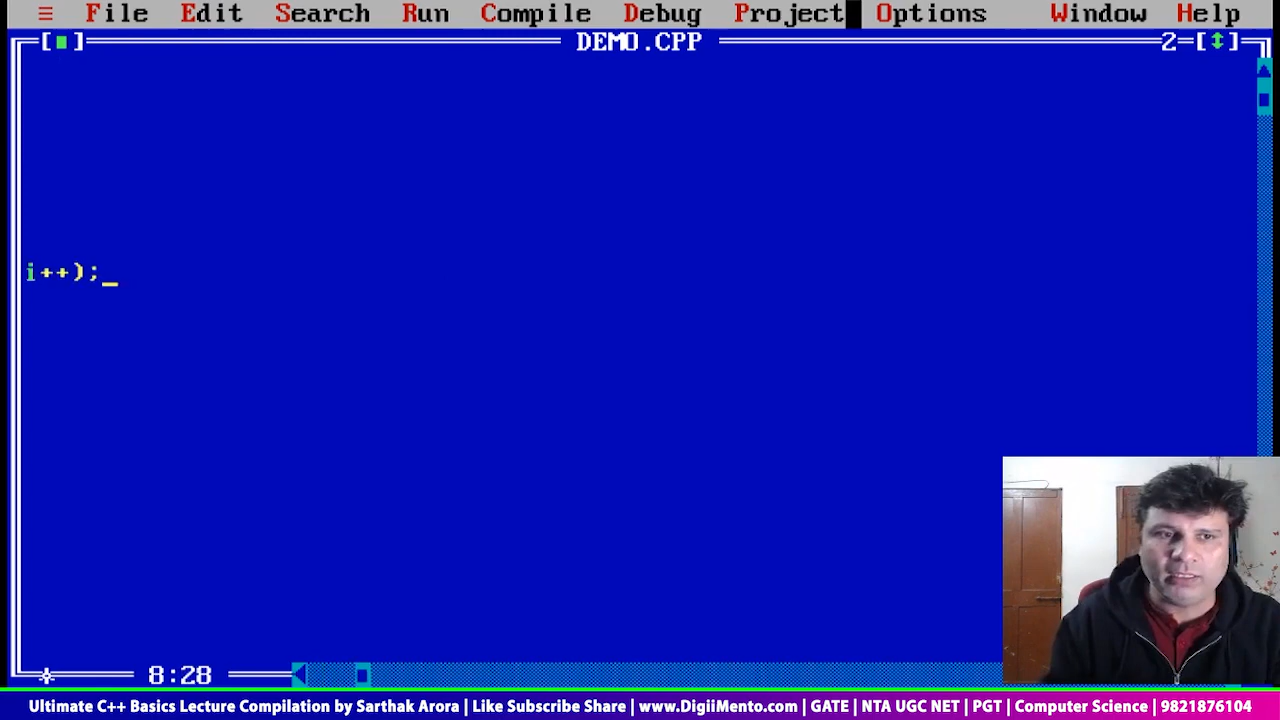 ≡ File Edit Search Run Compile Debug Project Options Window Help
[■] DEMO.CPP 2=[↕]
i++);_
8:28
Ultimate C++ Basics Lecture Compilation by Sarthak Arora | Like Subscribe Share | www.DigiiMento.com | GATE | NTA UGC NET | PGT | Computer Science | 9821876104